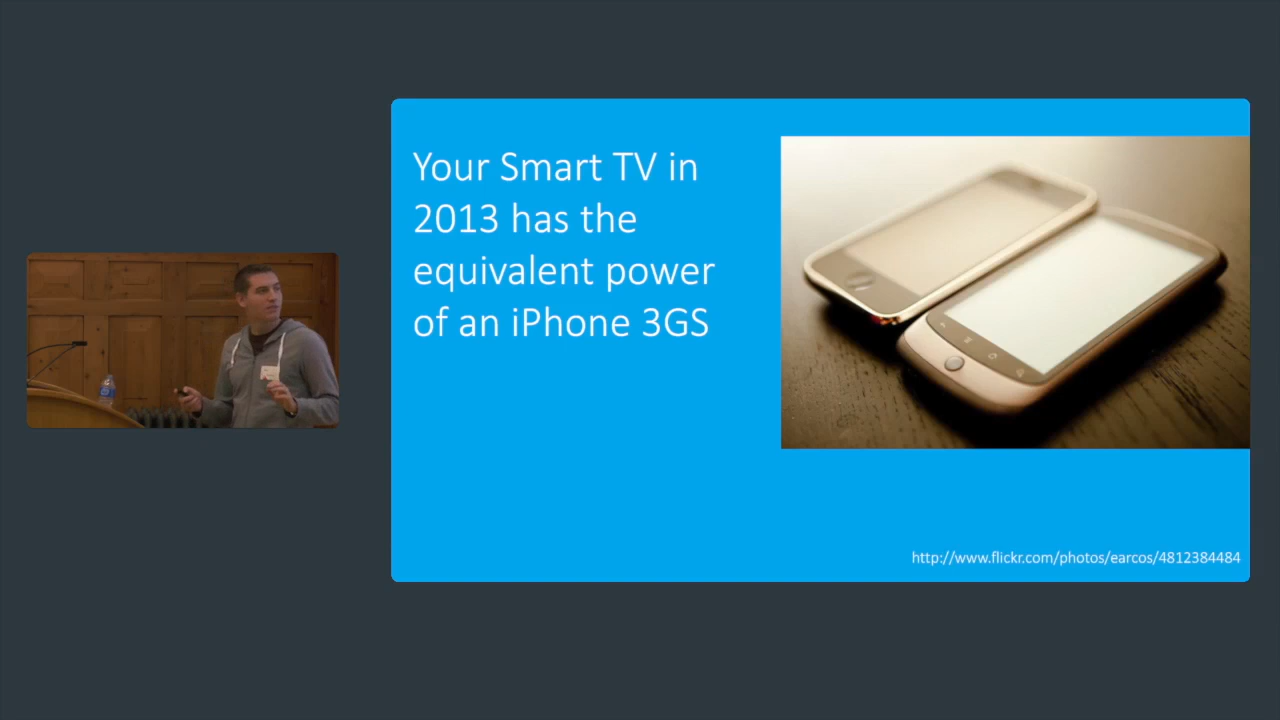 Your Smart TV in
2013 has the
equivalent power
of an iPhone 3GS
http://www.flickr.com/photos/earcos/4812384484